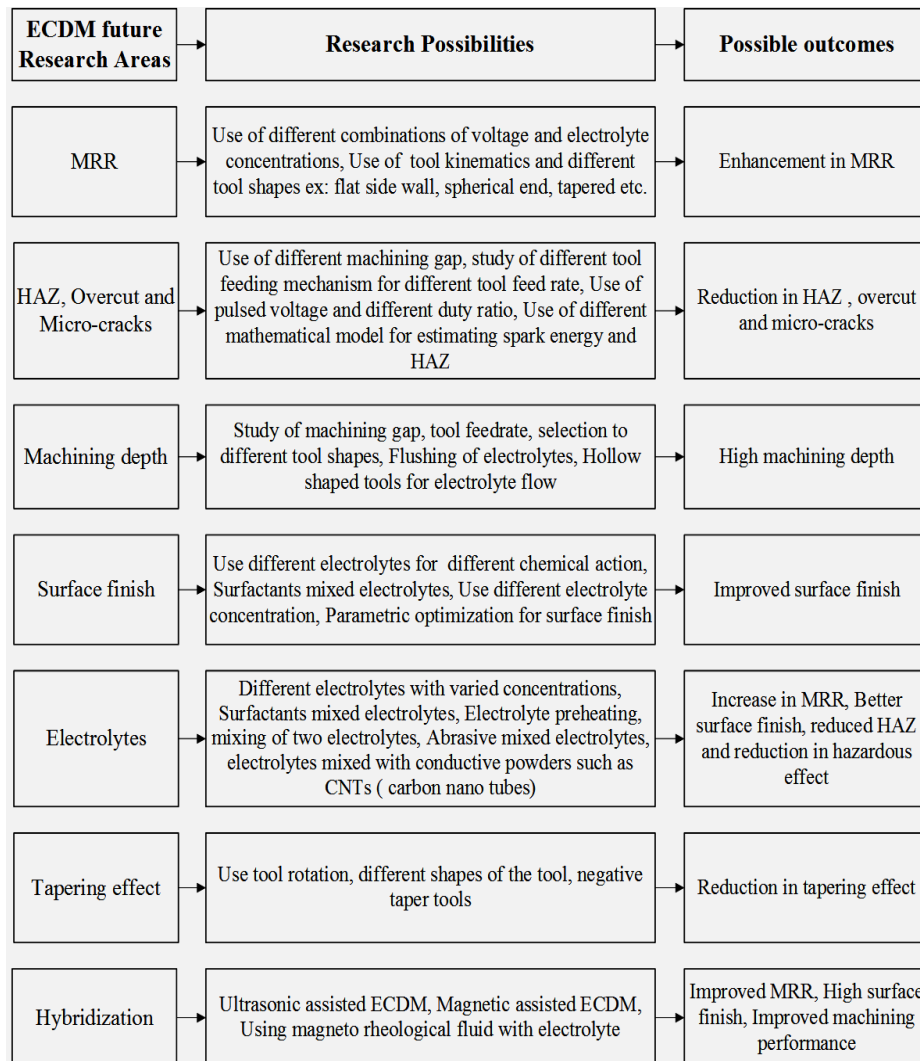 ECDM future
Research Areas
Research Possibilities
Possible outcomes
MRR
Use of different combinations of voltage and electrolyte
concentrations, Use of tool kinematics and different
tool shapes ex: flat side wall, spherical end, tapered etc.
Enhancement in MRR
HAZ, Overcut and
Micro-cracks
Use of different machining gap, study of different tool
feeding mechanism for different tool feed rate, Use of
pulsed voltage and different duty ratio, Use of different
mathematical model for estimating spark energy and
HAZ
Reduction in HAZ , overcut
and micro-cracks
Machining depth
Study of machining gap, tool feedrate, selection to
different tool shapes, Flushing of electrolytes, Hollow
shaped tools for electrolyte flow
High machining depth
Surface finish
Use different electrolytes for different chemical action,
Surfactants mixed electrolytes, Use different electrolyte
concentration, Parametric optimization for surface finish
Improved surface finish
Electrolytes
Different electrolytes with varied concentrations,
Surfactants mixed electrolytes, Electrolyte preheating,
mixing of two electrolytes, Abrasive mixed electrolytes,
electrolytes mixed with conductive powders such as
CNTs ( carbon nano tubes)
Increase in MRR, Better
surface finish, reduced HAZ
and reduction in hazardous
effect
Tapering effect
Use tool rotation, different shapes of the tool, negative
taper tools
Reduction in tapering effect
Hybridization
Ultrasonic assisted ECDM, Magnetic assisted ECDM,
Using magneto rheological fluid with electrolyte
Improved MRR, High surface
finish, Improved machining
performance